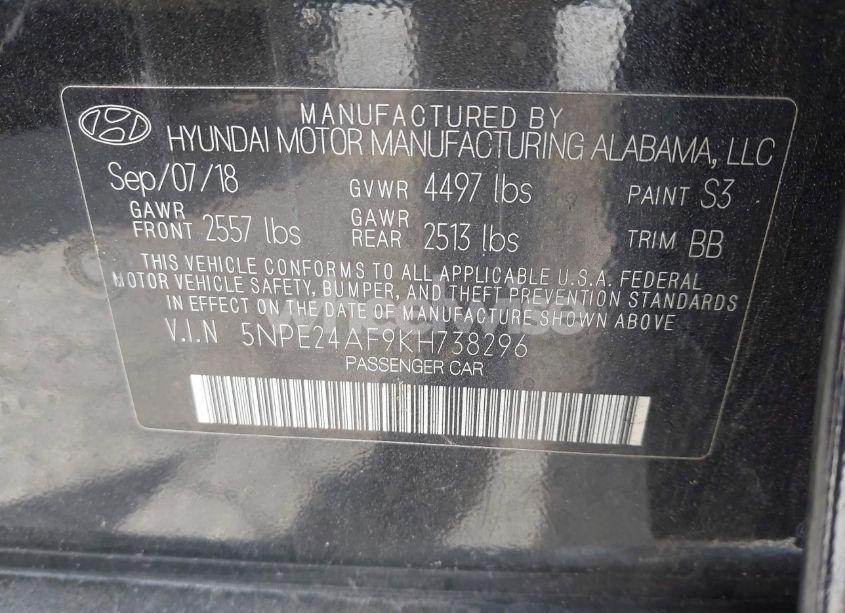 MANUFACTURED BY
HYUNDAI MOTOR MANUFACTURING ALABAMA, LLC
Sep/07/18 GVWR 4497 lbs PAINT S3
GAWR FRONT 2557 lbs GAWR REAR 2513 lbs TRIM BB
THIS VEHICLE CONFORMS TO ALL APPLICABLE U.S.A. FEDERAL
MOTOR VEHICLE SAFETY, BUMPER, AND THEFT PREVENTION STANDARDS
IN EFFECT ON THE DATE OF MANUFACTURE SHOWN ABOVE.
V.I.N 5NPE24AF9KH738296
PASSENGER CAR